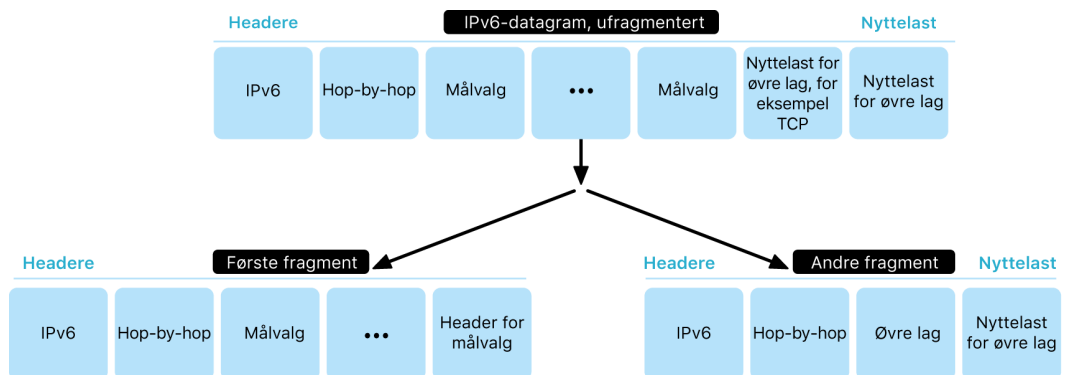 Headere IPv6-datagram, ufragmentert Nyttelast
IPv6
Hop-by-hop
Målvalg
•••
Målvalg
Nyttelast for
øvre lag, for
eksempel
TCP
Nyttelast
for øvre lag
Headere Første fragment
IPv6
Hop-by-hop
Målvalg
•••
Header for
målvalg
Headere Andre fragment Nyttelast
IPv6
Hop-by-hop
Øvre lag
Nyttelast
for øvre lag